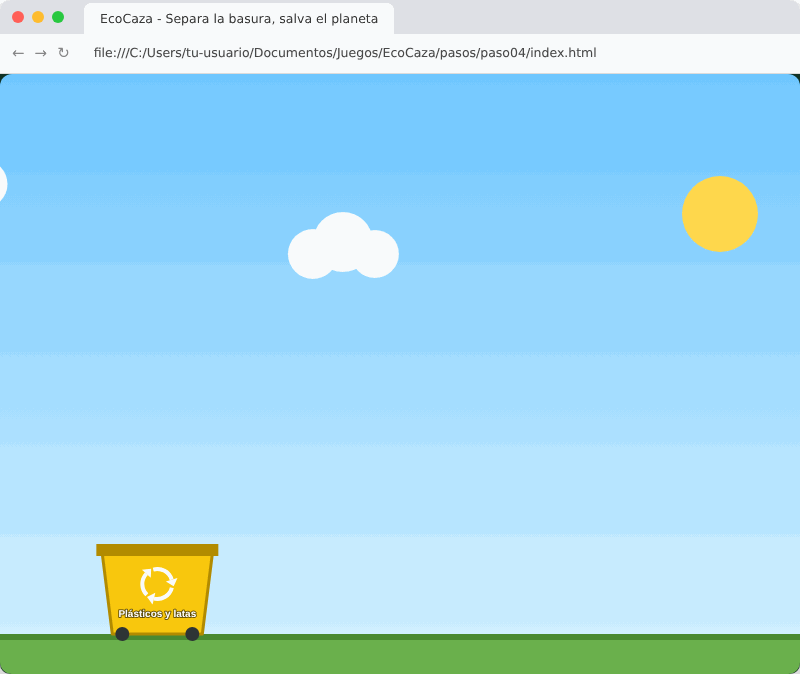 EcoCaza - Separa la basura, salva el planeta
file:///C:/Users/tu-usuario/Documentos/Juegos/EcoCaza/pasos/paso04/index.html
Plásticos y latas